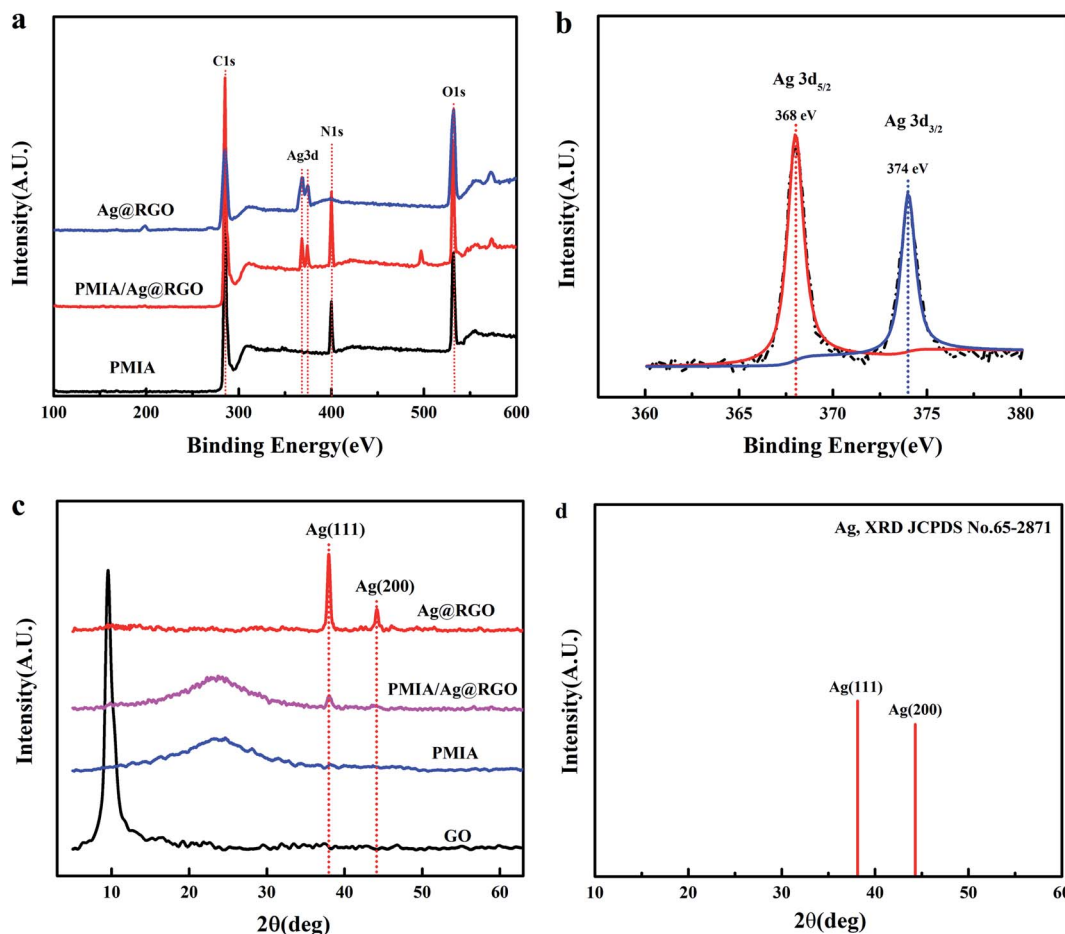 a
C1s
O1s
N1s
Ag3d
Ag@RGO
PMIA/Ag@RGO
PMIA
Intensity(A.U.)
100 200 300 400 500 600
Binding Energy(eV)
b
Ag 3d5/2
368 eV
Ag 3d3/2
374 eV
Intensity(A.U.)
360 365 370 375 380
Binding Energy(eV)
c
Ag(111)
Ag(200)
Ag@RGO
PMIA/Ag@RGO
PMIA
GO
Intensity(A.U.)
10 20 30 40 50 60
2θ(deg)
d
Ag, XRD JCPDS No.65-2871
Ag(111)
Ag(200)
Intensity(A.U.)
10 20 30 40 50 60
2θ(deg)